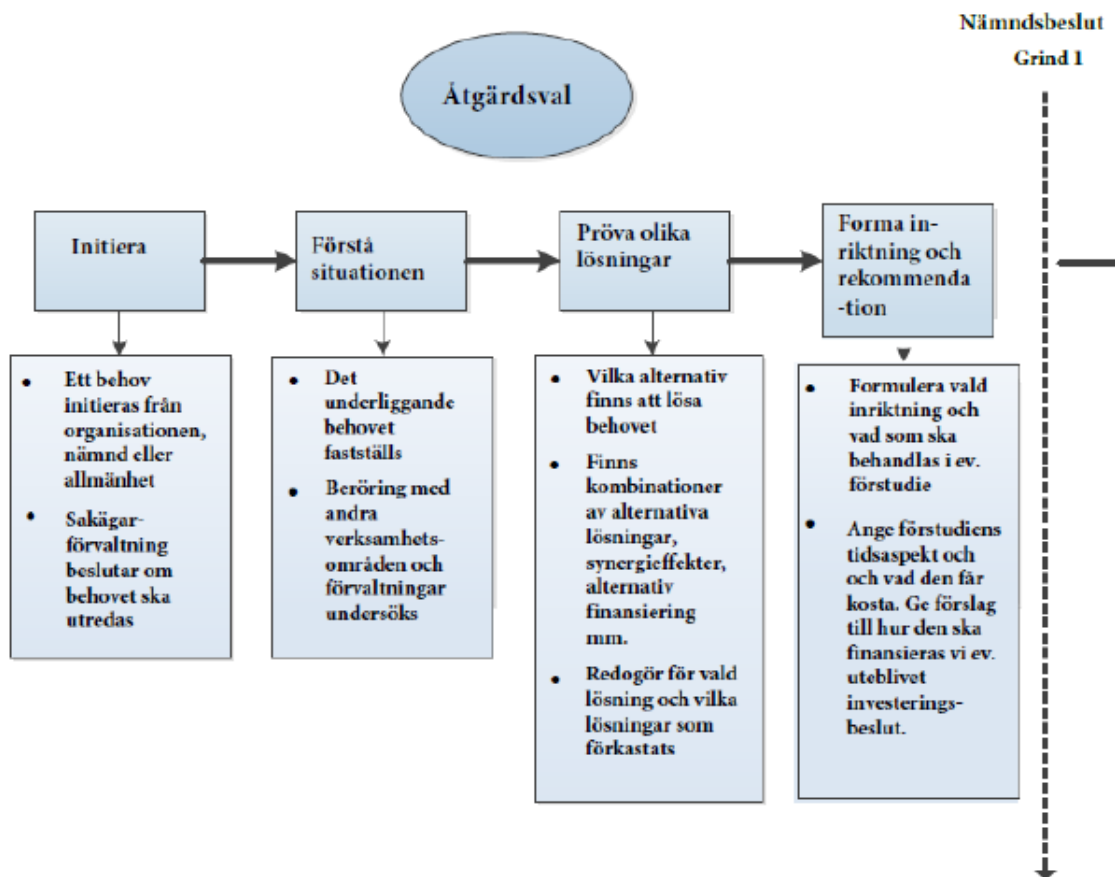 Nämndsbeslut
Grind 1
Åtgärdsval
Initiera
Förstå
situationen
Pröva olika
lösningar
Forma in-
riktning och
rekommenda
-tion
• Ett behov
initieras från
organisationen,
nämnd eller
allmänhet
• Sakägar-
förvaltning
beslutar om
behovet ska
utredas
• Det
underliggande
behovet
fastställs
• Beröring med
andra
verksamhets-
områden och
förvaltningar
undersöks
• Vilka alternativ
finns att lösa
behovet
• Finns
kombinationer
av alternativa
lösningar,
synergieffekter,
alternativ
finansiering
mm.
• Redogör för vald
lösning och vilka
lösningar som
förkastats
• Formulera vald
inriktning och
vad som ska
behandlas i ev.
förstudie
• Ange förstudiens
tidsaspekt och
och vad den får
kosta. Ge förslag
till hur den ska
finansieras vi ev.
uteblivet
investerings-
beslut.